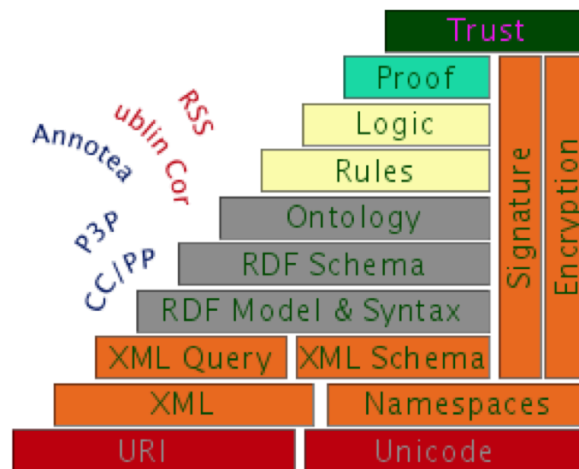 Trust
Proof
RSS
ublin Cor
Annotea
Logic
Rules
Signature
Encryption
Ontology
P3P
CC/PP
RDF Schema
RDF Model & Syntax
XML Query XML Schema
XML Namespaces
URI Unicode